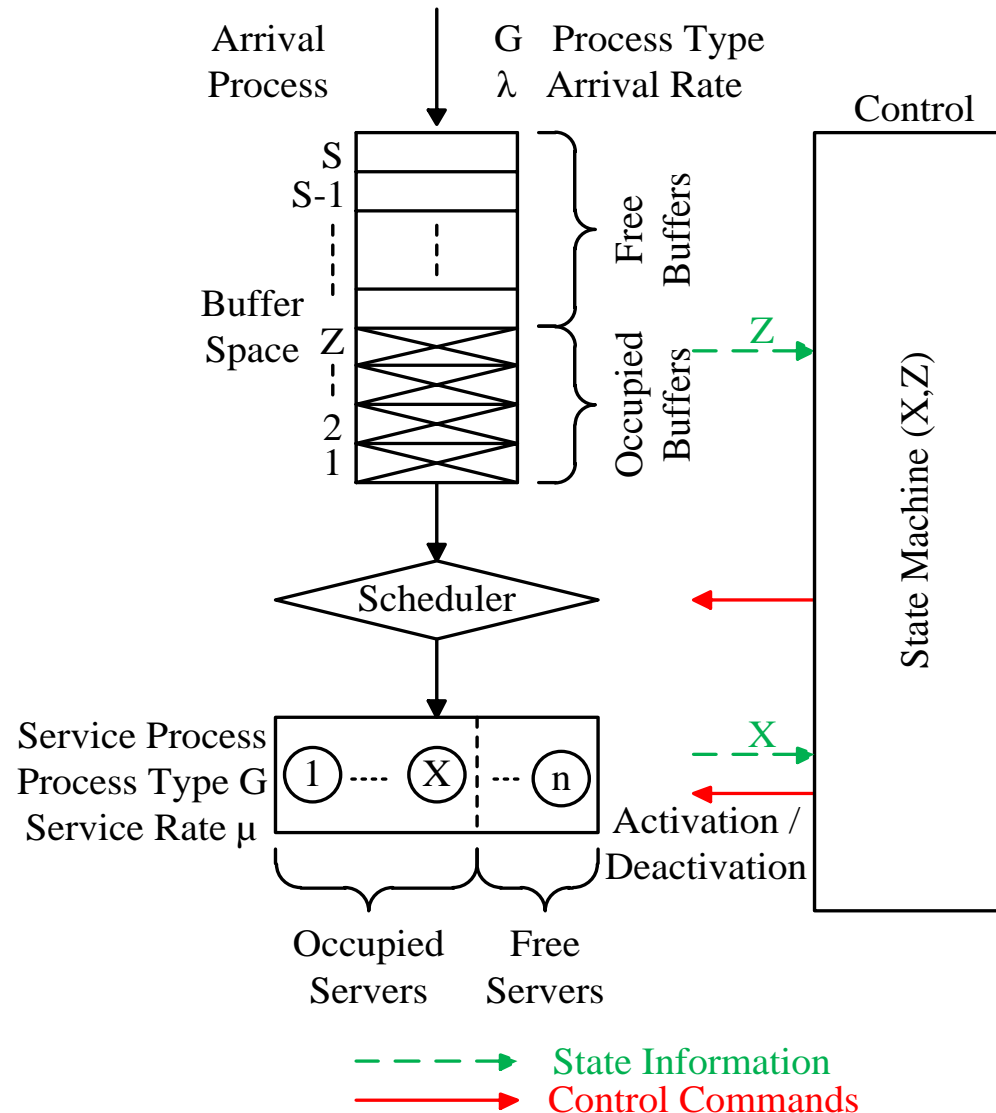 Arrival
Process
G Process Type
λ Arrival Rate
Control
S
S-1
Free
Buffers
Buffer
Space
Z
2
1
Occupied
Buffers
Z
State Machine (X,Z)
Scheduler
Service Process
Process Type G
Service Rate μ
1
X
n
X
Activation /
Deactivation
Occupied
Servers
Free
Servers
State Information
Control Commands